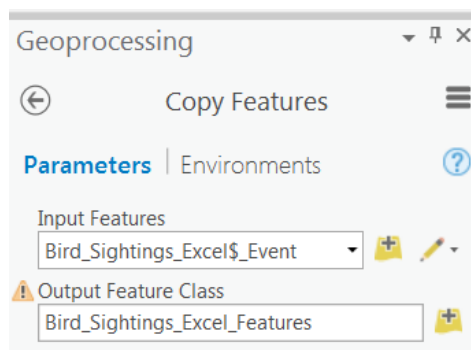 Geoprocessing
Copy Features
Parameters | Environments
Input Features
Bird_Sightings_Excel$_Event
Output Feature Class
Bird_Sightings_Excel_Features